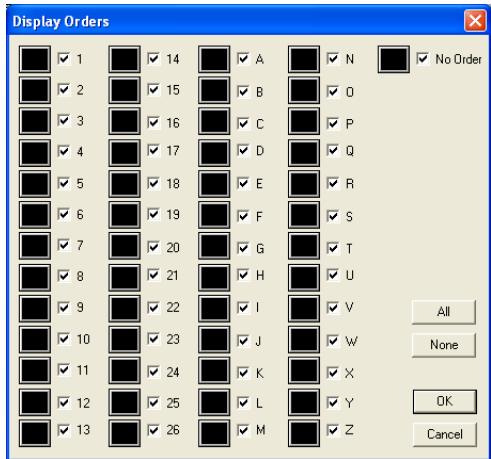 Display Orders
1 14 A N No Order
2 15 B O
3 16 C P
4 17 D Q
5 18 E R
6 19 F S
7 20 G T
8 21 H U
9 22 I V
All
10 23 J W
None
11 24 K X
12 25 L Y
OK
13 26 M Z
Cancel